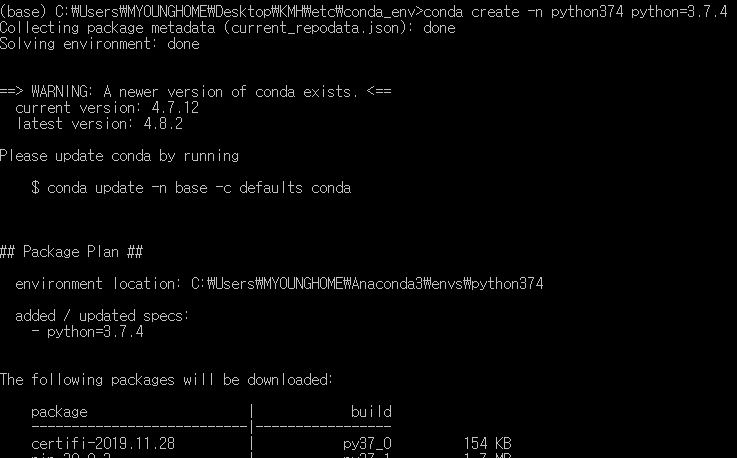 (base) C:₩Users₩MYOUNGHOME₩Desktop₩KMH₩etc₩conda_env>conda create -n python374 python=3.7.4
Collecting package metadata (current_repodata.json): done
Solving environment: done
==> WARNING: A newer version of conda exists. <==
current version: 4.7.12
latest version: 4.8.2
Please update conda by running
$ conda update -n base -c defaults conda
## Package Plan ##
environment location: C:₩Users₩MYOUNGHOME₩Anaconda3₩envs₩python374
added / updated specs:
- python=3.7.4
The following packages will be downloaded:
package | build
---------------------------|-----------------
certifi-2019.11.28 | py37_0 154 KB